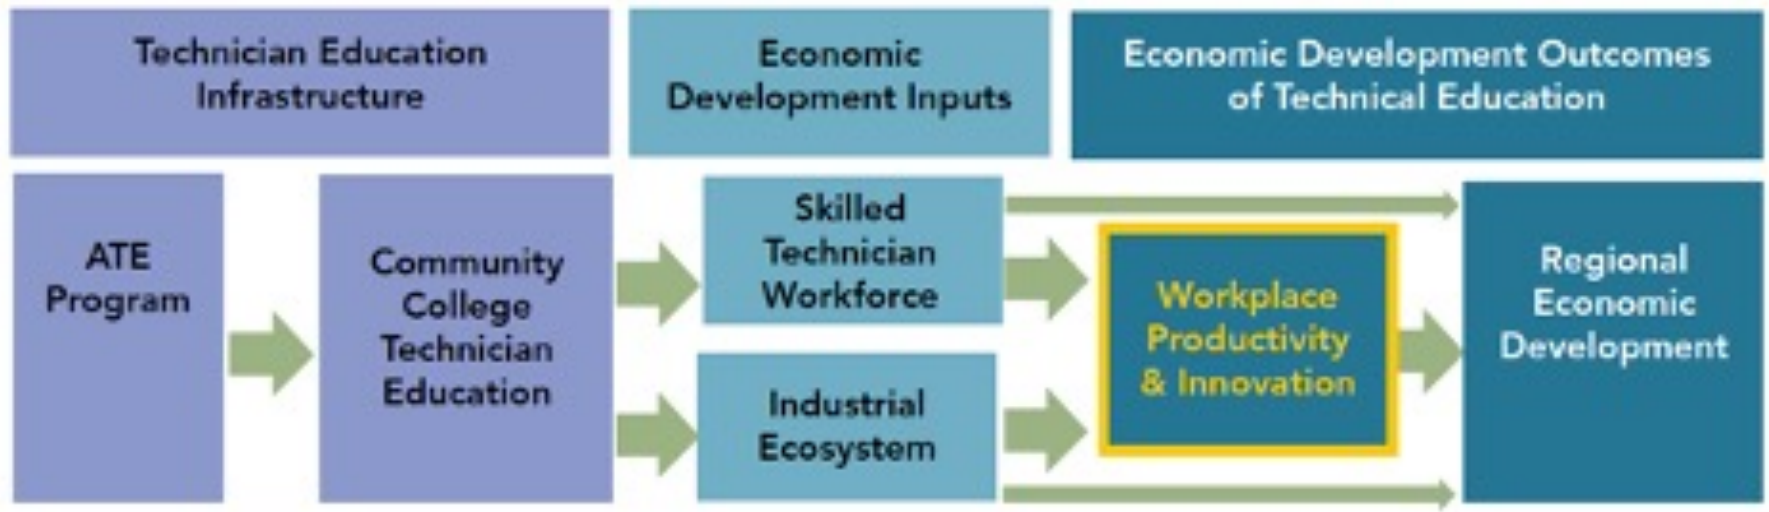 Technician Education
Infrastructure
Economic
Development Inputs
Economic Development Outcomes
of Technical Education
ATE
Program
Community
College
Technician
Education
Skilled
Technician
Workforce
Industrial
Ecosystem
Workplace
Productivity
& Innovation
Regional
Economic
Development